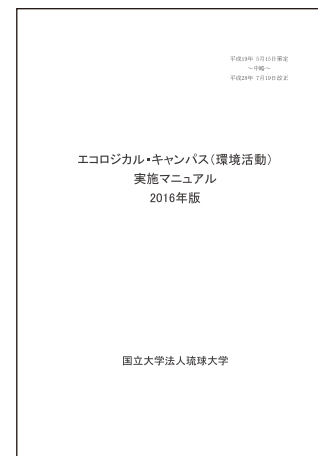 平成19年 5月15日策定
～中略～
平成28年 7月19日改正
エコロジカル・キャンパス(環境活動)
実施マニュアル
2016年版
国立大学法人琉球大学